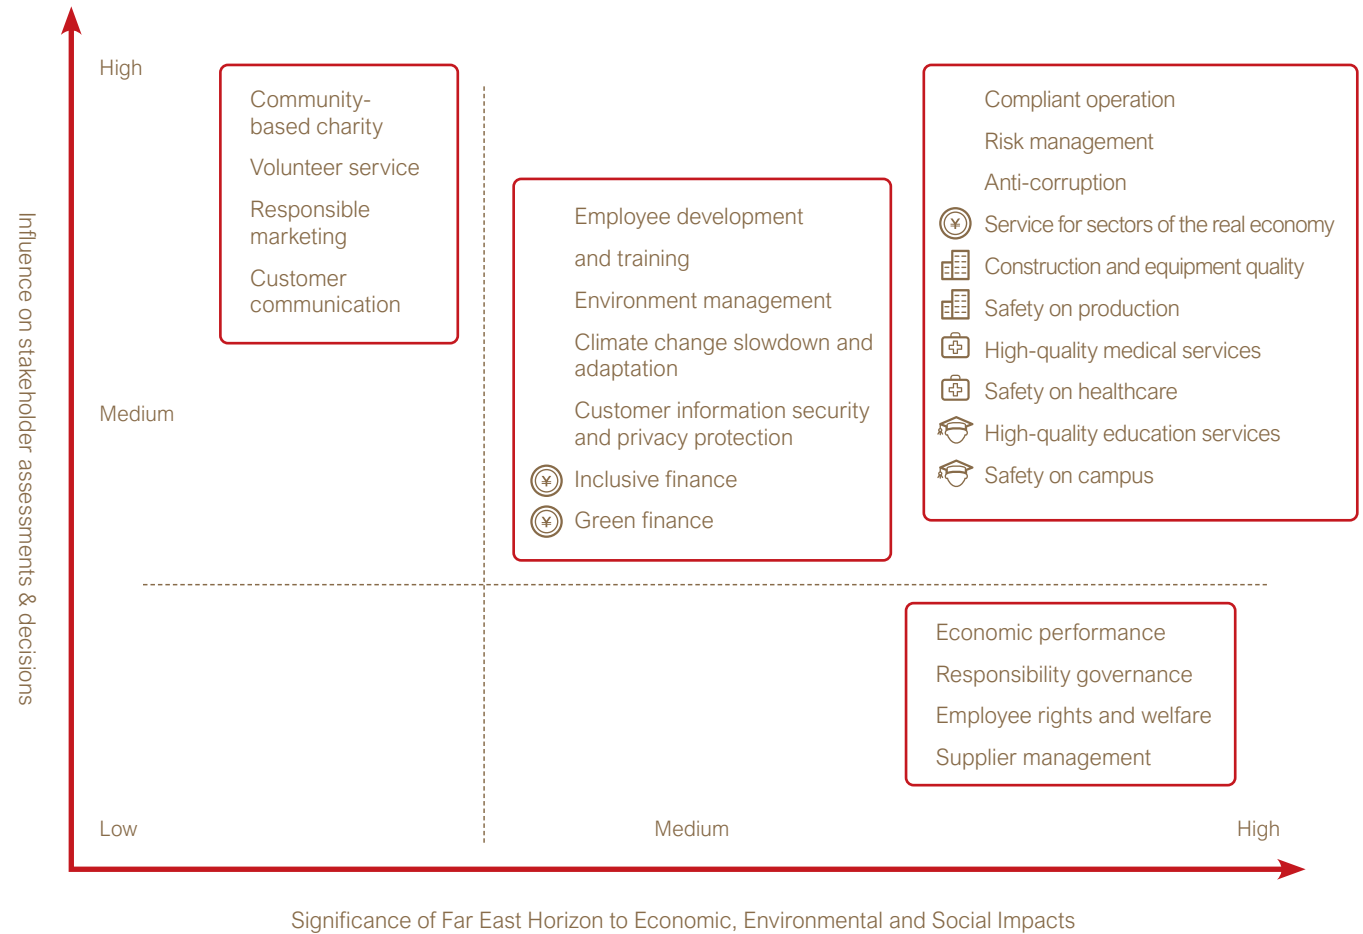 High
Community-
based charity
Volunteer service
Responsible
marketing
Customer
communication
Employee development
and training
Environment management
Climate change slowdown and
adaptation
Customer information security
and privacy protection
¥ Inclusive finance
¥ Green finance
Compliant operation
Risk management
Anti-corruption
¥ Service for sectors of the real economy
Construction and equipment quality
Safety on production
High-quality medical services
Safety on healthcare
High-quality education services
Safety on campus
Influence on stakeholder assessments & decisions
Medium
Economic performance
Responsibility governance
Employee rights and welfare
Supplier management
Low
Medium
High
Significance of Far East Horizon to Economic, Environmental and Social Impacts